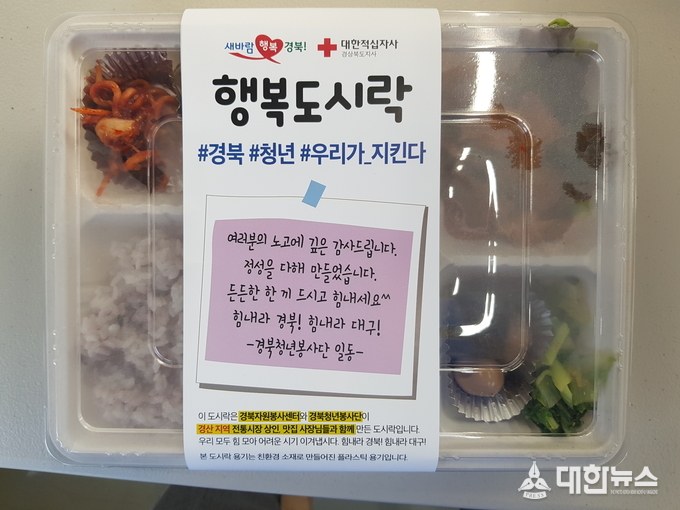 새바람 행복 경북!
대한적십자사
경상북도지사
행복도시락
#경북 #청년 #우리가_지킨다
여러분의 노고에 깊은 감사드립니다.
정성을 다해 만들었습니다.
든든한 한 끼 드시고 힘내세요^^
힘내라 경북! 힘내라 대구!
-경북청년봉사단 일동-
이 도시락은 경북자원봉사센터와 경북청년봉사단이
경산 지역 전통시장 상인, 맛집 사장님들과 함께 만든 도시락입니다.
우리 모두 힘 모아 어려운 시기 이겨냅시다. 힘내라 경북! 힘내라 대구!
본 도시락 용기는 친환경 소재로 만들어진 플라스틱 용기입니다.
PRESS
대한뉴스